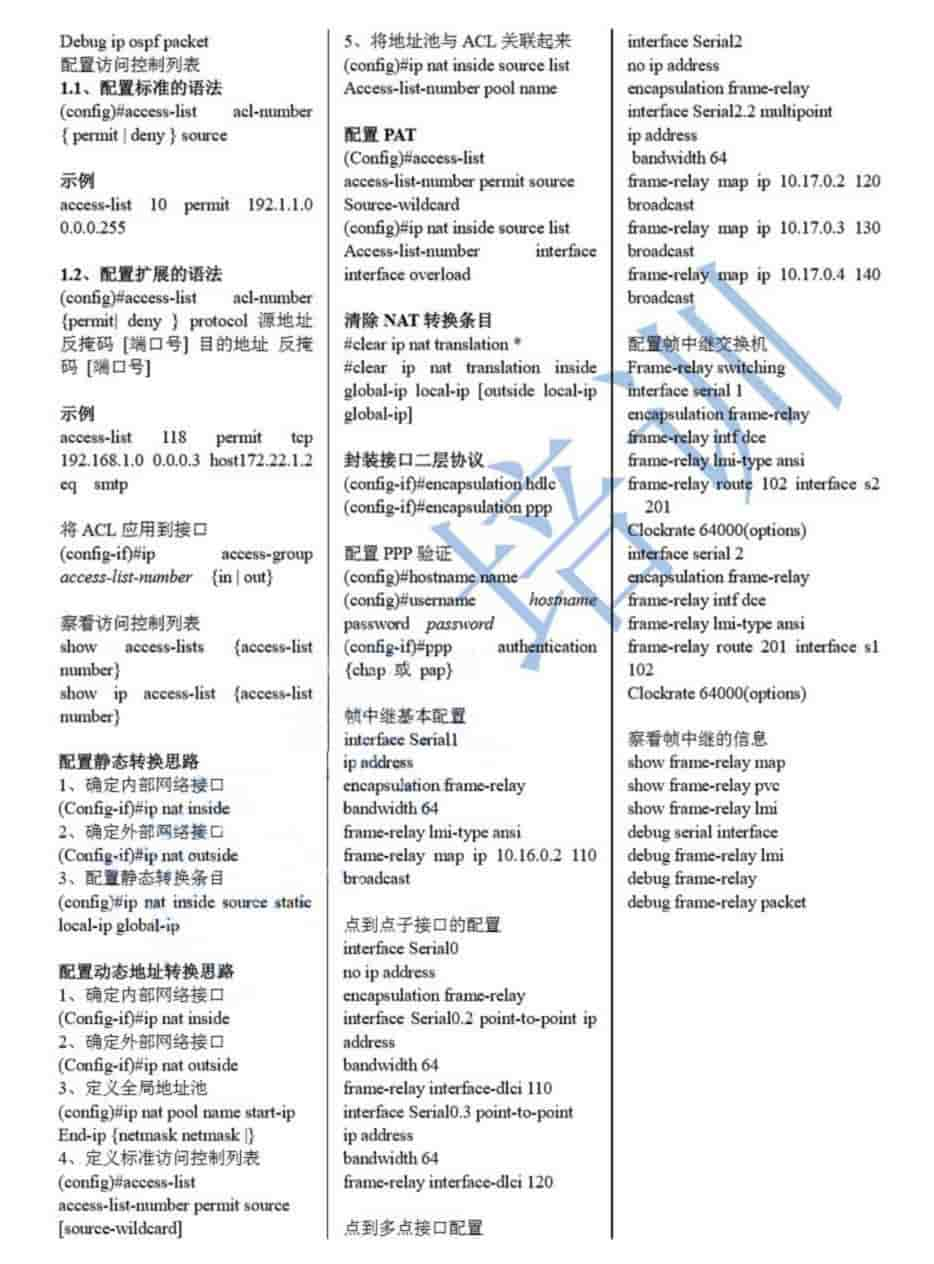 Debug ip ospf packet
配置访问控制列表
1.1、配置标准的语法
(config)#access-list acl-number
{ permit | deny } source
示例
access-list 10 permit 192.1.1.0
0.0.0.255
1.2、配置扩展的语法
(config)#access-list acl-number
{permit| deny } protocol 源地址
反掩码 [端口号] 目的地址 反掩
码 [端口号]
示例
access-list 118 permit tcp
192.168.1.0 0.0.0.3 host172.22.1.2
eq smtp
将 ACL 应用到接口
(config-if)#ip access-group
access-list-number {in | out}
察看访问控制列表
show access-lists {access-list
number}
show ip access-list {access-list
number}
配置静态转换思路
1、确定内部网络接口
(Config-if)#ip nat inside
2、确定外部网络接口
(Config-if)#ip nat outside
3、配置静态转换条目
(config)#ip nat inside source static
local-ip global-ip
配置动态地址转换思路
1、确定内部网络接口
(Config-if)#ip nat inside
2、确定外部网络接口
(Config-if)#ip nat outside
3、定义全局地址池
(config)#ip nat pool name start-ip
End-ip {netmask netmask |}
4、定义标准访问控制列表
(config)#access-list
access-list-number permit source
[source-wildcard]
5、将地址池与 ACL 关联起来
(config)#ip nat inside source list
Access-list-number pool name
配置 PAT
(Config)#access-list
access-list-number permit source
Source-wildcard
(config)#ip nat inside source list
Access-list-number interface
interface overload
清除 NAT 转换条目
#clear ip nat translation *
#clear ip nat translation inside
global-ip local-ip [outside local-ip
global-ip]
封装接口二层协议
(config-if)#encapsulation hdlc
(config-if)#encapsulation ppp
配置 PPP 验证
(config)#hostname name
(config)#username hostname
password password
(config-if)#ppp authentication
{chap 或 pap}
帧中继基本配置
interface Serial1
ip address
encapsulation frame-relay
bandwidth 64
frame-relay lmi-type ansi
frame-relay map ip 10.16.0.2 110
broadcast
点到点子接口的配置
interface Serial0
no ip address
encapsulation frame-relay
interface Serial0.2 point-to-point ip
address
bandwidth 64
frame-relay interface-dlci 110
interface Serial0.3 point-to-point
ip address
bandwidth 64
frame-relay interface-dlci 120
点到多点接口配置
interface Serial2
no ip address
encapsulation frame-relay
interface Serial2.2 multipoint
ip address
bandwidth 64
frame-relay map ip 10.17.0.2 120
broadcast
frame-relay map ip 10.17.0.3 130
broadcast
frame-relay map ip 10.17.0.4 140
broadcast
配置帧中继交换机
Frame-relay switching
interface serial 1
encapsulation frame-relay
frame-relay intf dce
frame-relay lmi-type ansi
frame-relay route 102 interface s2
201
Clockrate 64000(options)
interface serial 2
encapsulation frame-relay
frame-relay intf dce
frame-relay lmi-type ansi
frame-relay route 201 interface s1
102
Clockrate 64000(options)
察看帧中继的信息
show frame-relay map
show frame-relay pvc
show frame-relay lmi
debug serial interface
debug frame-relay lmi
debug frame-relay
debug frame-relay packet
培训